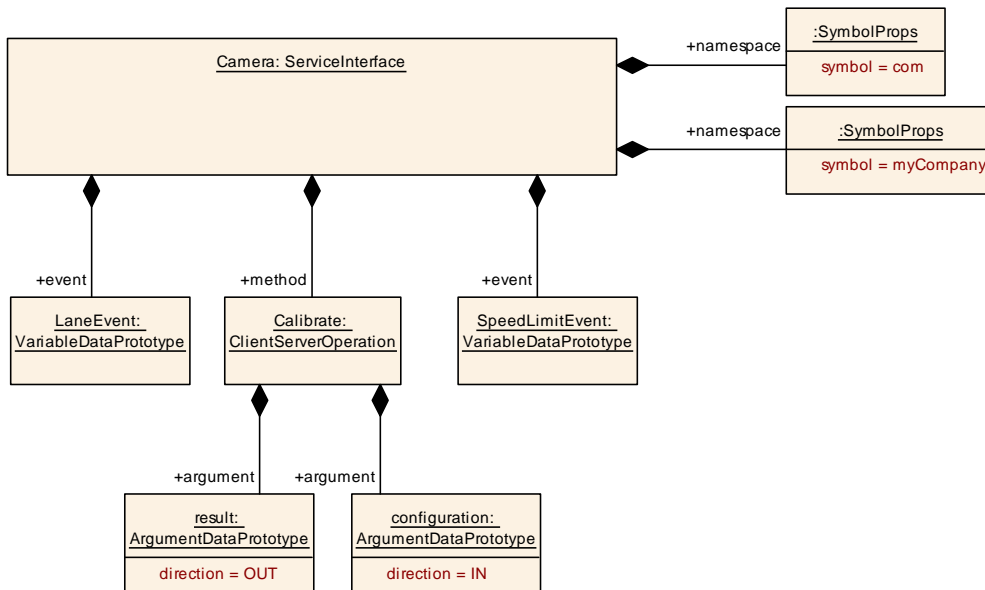 Camera: ServiceInterface
+namespace
:SymbolProps
symbol = com
+namespace
:SymbolProps
symbol = myCompany
+event
+method
+event
LaneEvent:
VariableDataPrototype
Calibrate:
ClientServerOperation
SpeedLimitEvent:
VariableDataPrototype
+argument
+argument
result:
ArgumentDataPrototype
direction = OUT
configuration:
ArgumentDataPrototype
direction = IN